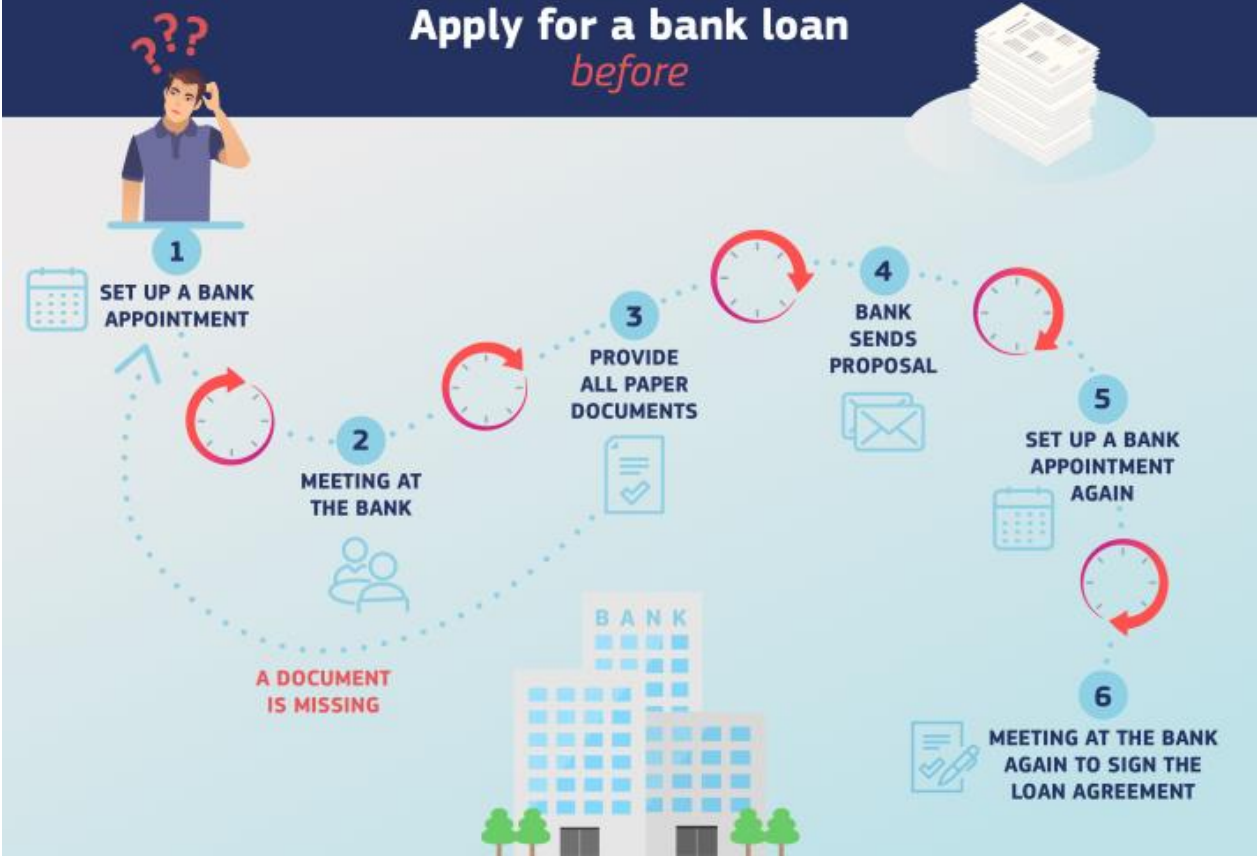 Apply for a bank loan
before
???
1
SET UP A BANK
APPOINTMENT
2
MEETING AT
THE BANK
3
PROVIDE
ALL PAPER
DOCUMENTS
4
BANK
SENDS
PROPOSAL
5
SET UP A BANK
APPOINTMENT
AGAIN
6
MEETING AT THE BANK
AGAIN TO SIGN THE
LOAN AGREEMENT
A DOCUMENT
IS MISSING
BANK